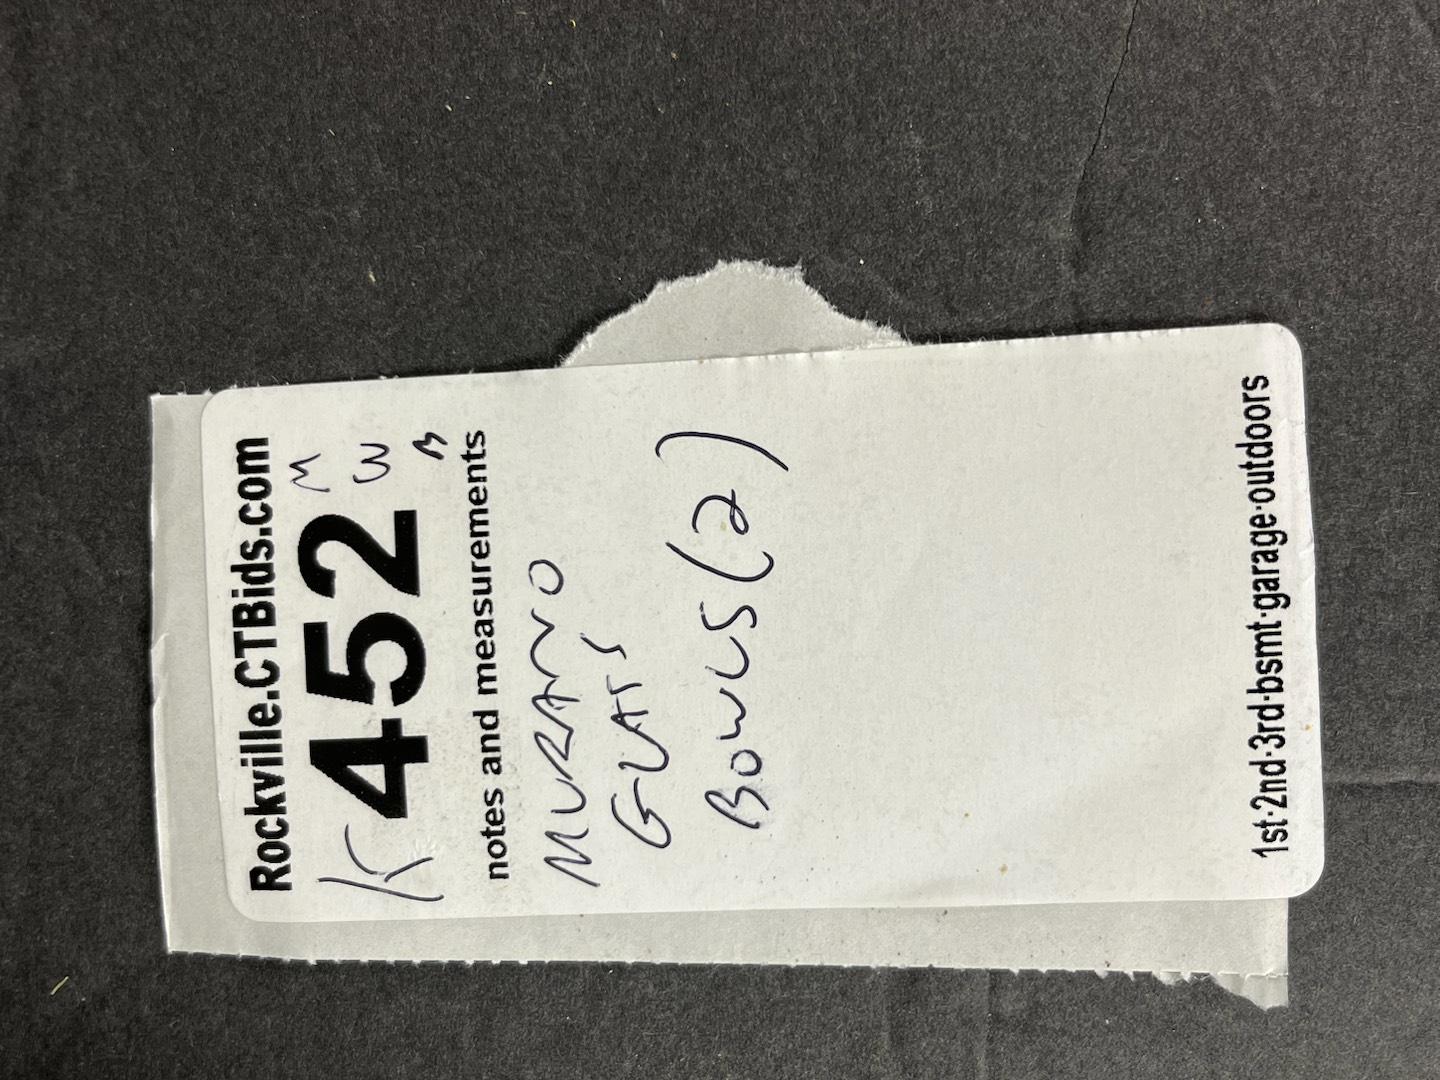 Rockville.CTBids.com
K 452 M W B
notes and measurements
MURANO
GLASS
BOWLS (2)
1st·2nd·3rd·bsmt·garage·outdoors